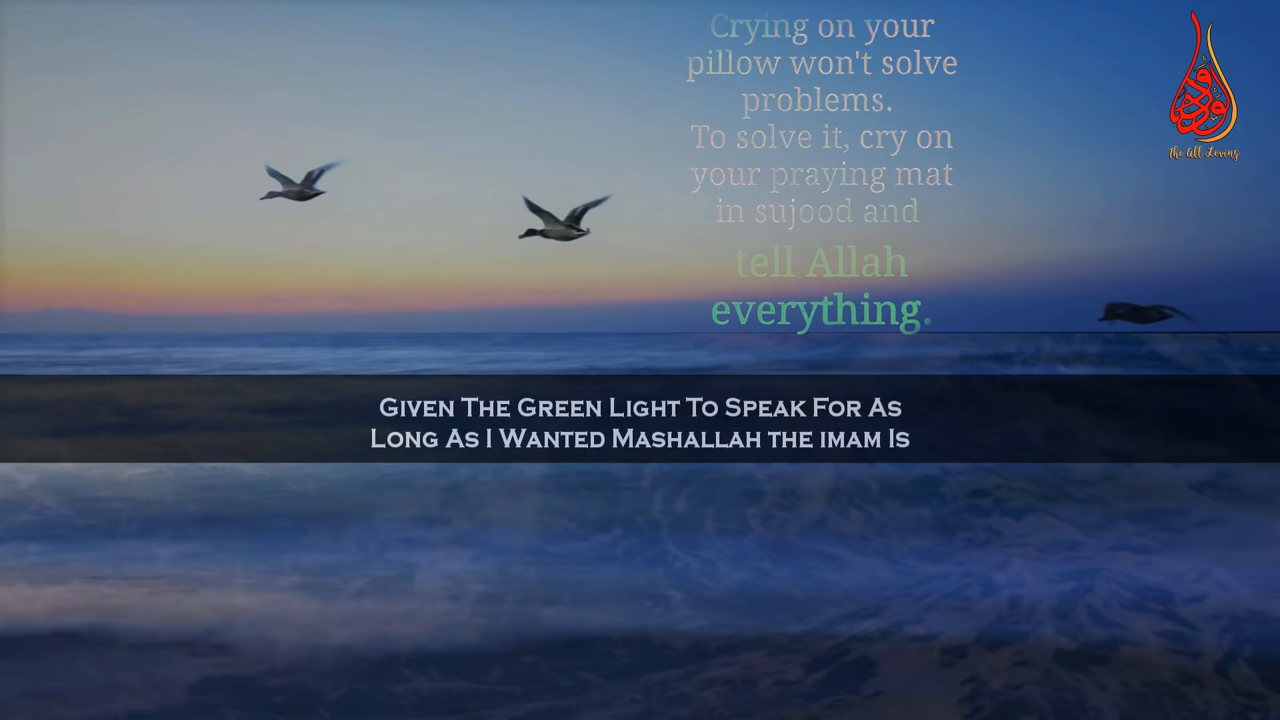 Crying on your
pillow won't solve
problems.
To solve it, cry on
your praying mat
in sujood and
tell Allah
everything.
الودود
The All Loving
GIVEN THE GREEN LIGHT TO SPEAK FOR AS
LONG AS I WANTED MASHALLAH THE IMAM IS